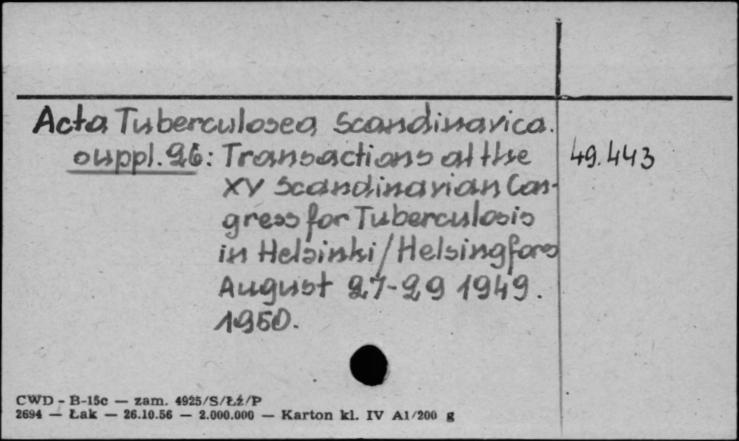 Acta Tuberculosea Scandinavica.
suppl. 26: Transactions at the 49.443
XV Scandinavian Con-
gress for Tuberculosis
in Helsinki/Helsingfors
August 27-29 1949.
1950.
CWD - B-15c — zam. 4925/S/Łż/P
2694 — Łak — 26.10.56 — 2.000.000 — Karton kl. IV A1/200 g